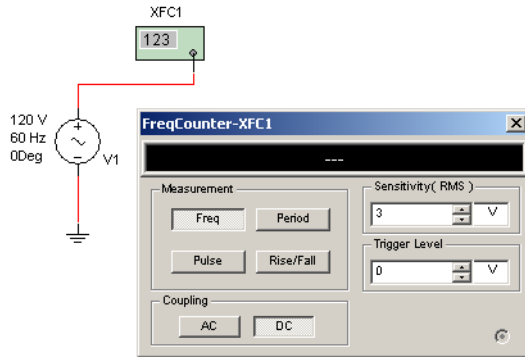 XFC1
123
120 V
60 Hz
0Deg
V1
FreqCounter-XFC1
---
Measurement
Freq Period
Pulse Rise/Fall
Coupling
AC DC
Sensitivity( RMS )
3 V
Trigger Level
0 V